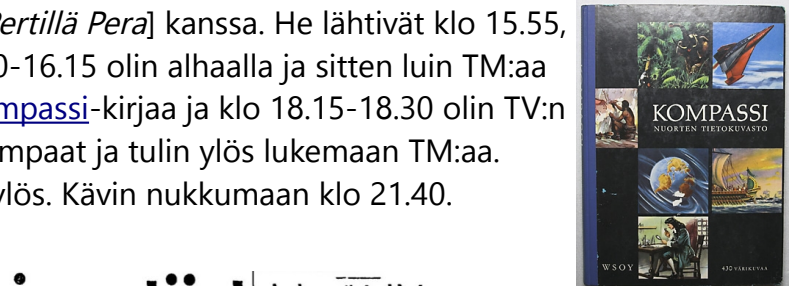 Pertillä Pera] kanssa. He lähtivät klo 15.55,
0-16.15 olin alhaalla ja sitten luin TM:aa
mpassi-kirjaa ja klo 18.15-18.30 olin TV:n
mpaat ja tulin ylös lukemaan TM:aa.
ylös. Kävin nukkumaan klo 21.40.
KOMPASSI
NUORTEN TIETOKUVASTO
WSOY
430 VÄRIKUVAA